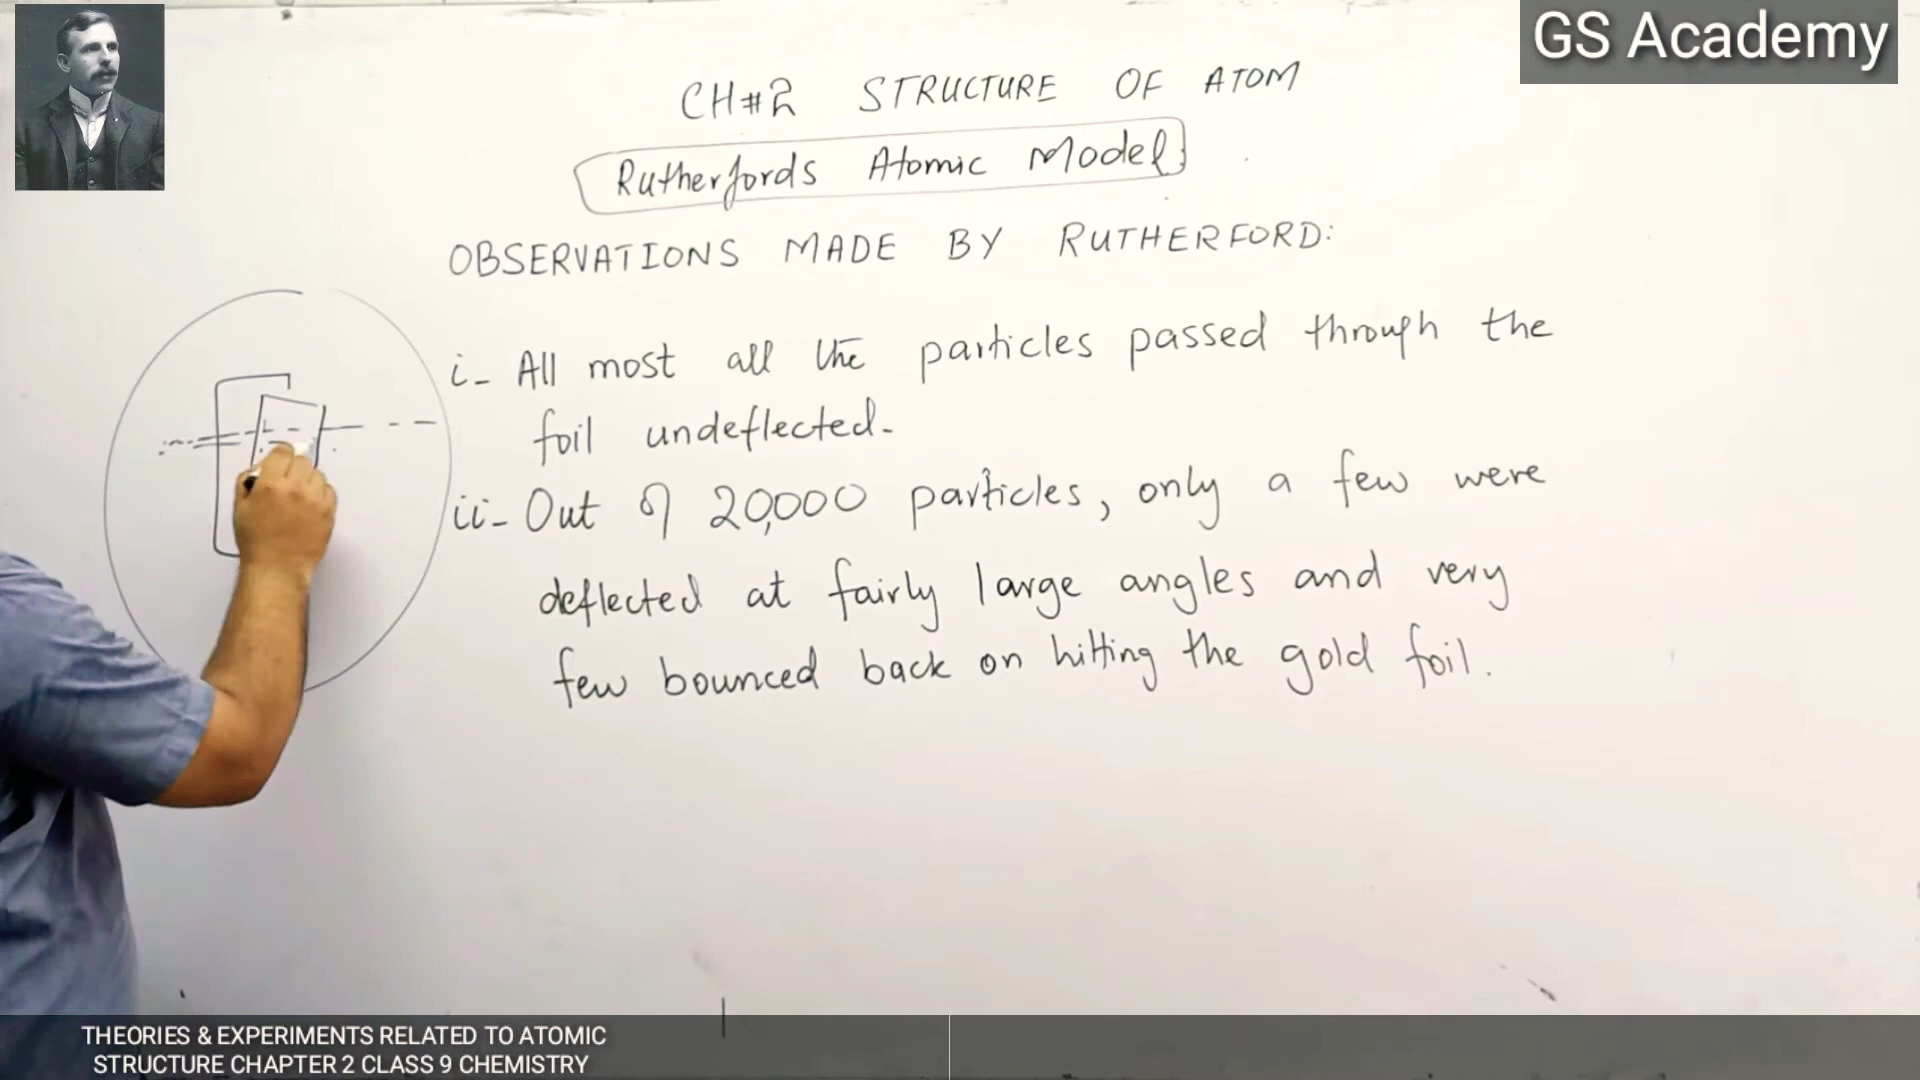 GS Academy
CH#2 STRUCTURE OF ATOM
Rutherfords Atomic Model
OBSERVATIONS MADE BY RUTHERFORD:
i- All most all the particles passed through the
foil undeflected.
ii- Out of 20,000 particles, only a few were
deflected at fairly large angles and very
few bounced back on hitting the gold foil.
THEORIES & EXPERIMENTS RELATED TO ATOMIC
STRUCTURE CHAPTER 2 CLASS 9 CHEMISTRY